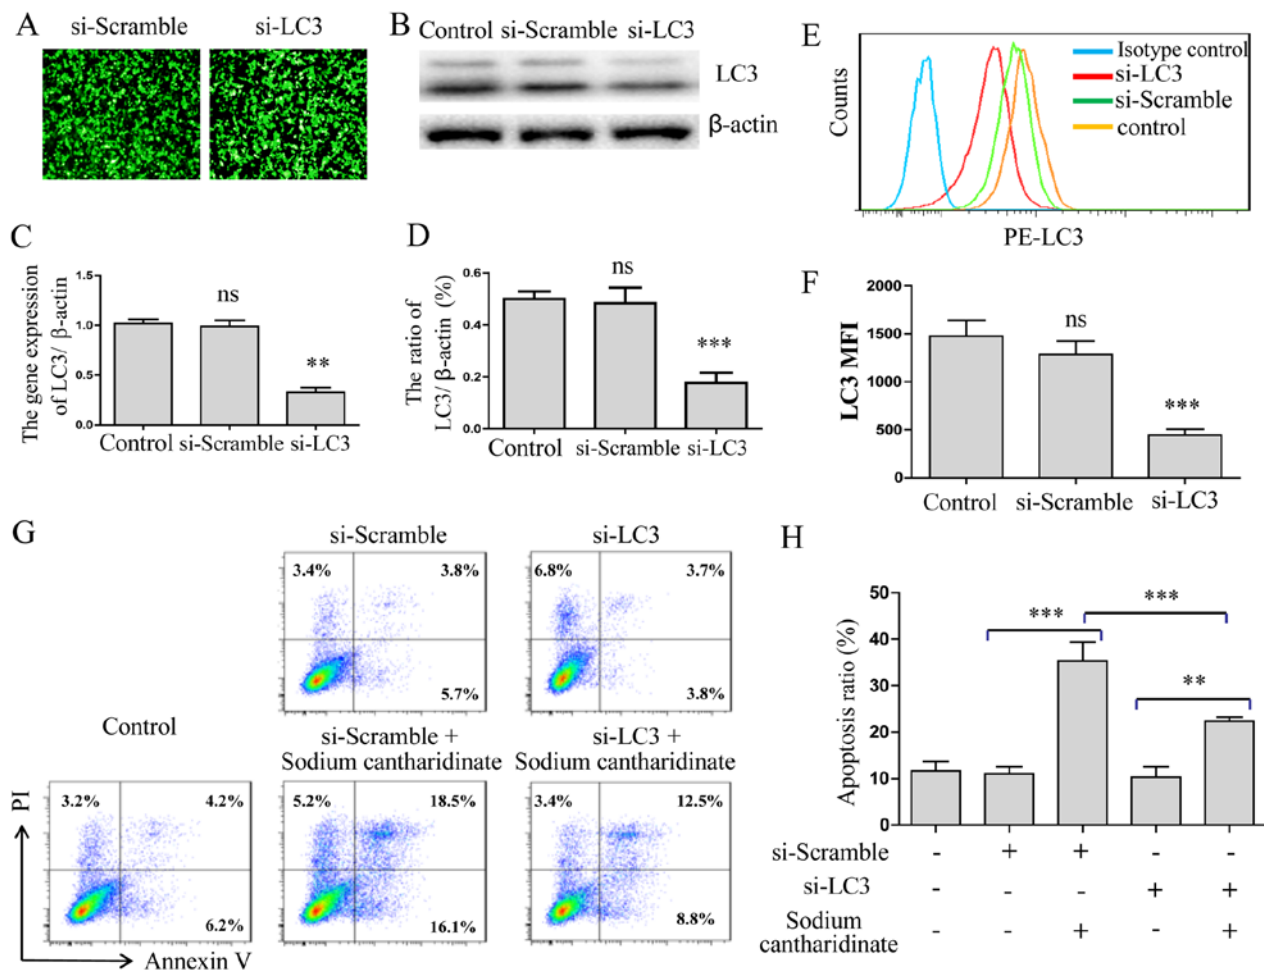 A
si-Scramble
si-LC3
B
Control si-Scramble si-LC3
LC3
β-actin
E
Counts
Isotype control
si-LC3
si-Scramble
control
PE-LC3
C
The gene expression
of LC3/ β-actin
1.5
1.0
0.5
0.0
ns
**
Control si-Scramble si-LC3
D
The ratio of
LC3/ β-actin (%)
0.6
0.4
0.2
0.0
ns
***
Control si-Scramble si-LC3
F
LC3 MFI
2000
1500
1000
500
0
ns
***
Control si-Scramble si-LC3
G
si-Scramble
3.4% 3.8%
5.7%
si-LC3
6.8% 3.7%
3.8%
Control
3.2% 4.2%
6.2%
si-Scramble +
Sodium cantharidinate
5.2% 18.5%
16.1%
si-LC3 +
Sodium cantharidinate
3.4% 12.5%
8.8%
PI
Annexin V
H
Apoptosis ratio (%)
50
40
30
20
10
0
***
***
**
si-Scramble - + + - -
si-LC3 - - - + +
Sodium
cantharidinate - - + - +